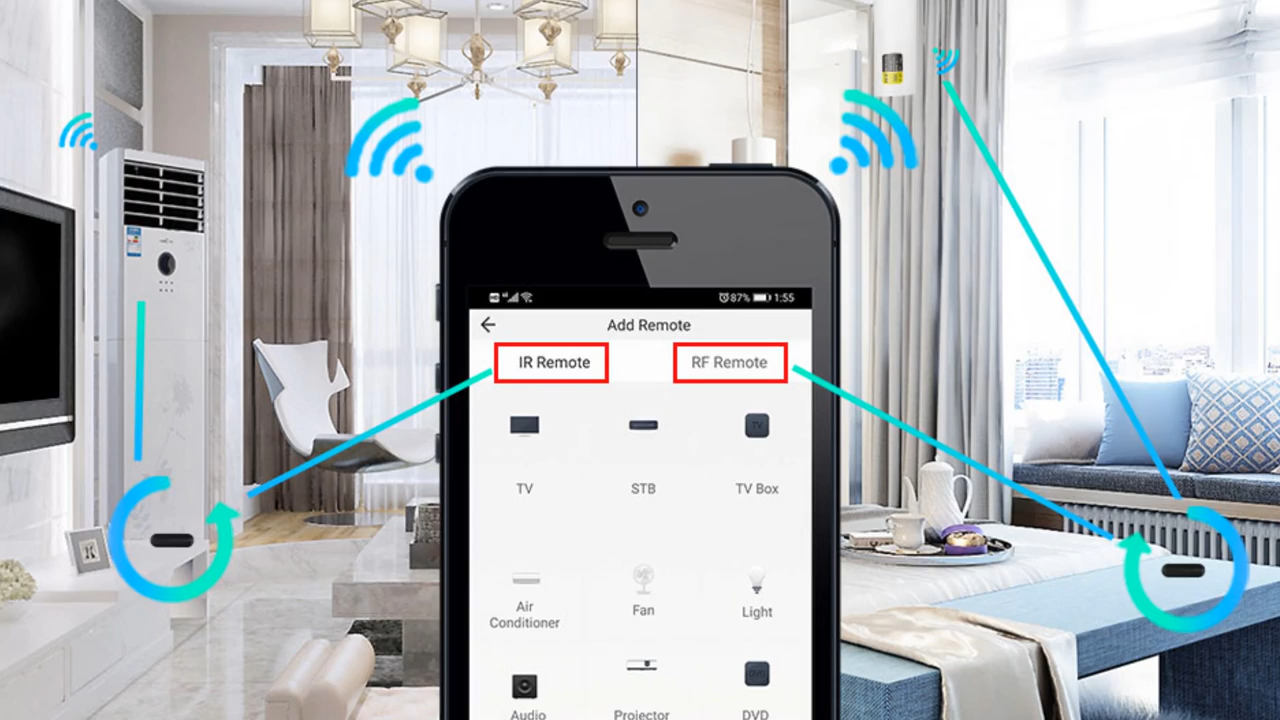 87% 1:55
Add Remote
IR Remote
RF Remote
TV
STB
TV Box
Air
Conditioner
Fan
Light
Audio
Projector
DVD